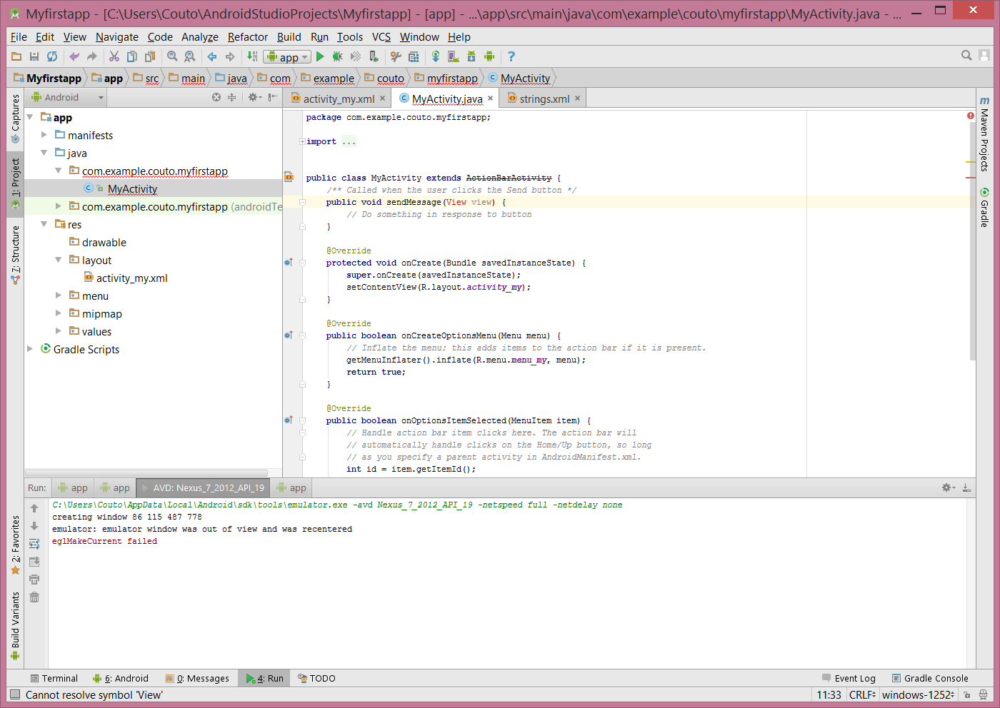 Myfirstapp - [C:\Users\Couto\AndroidStudioProjects\Myfirstapp] - [app] - ...\app\src\main\java\com\example\couto\myfirstapp\MyActivity.java - ...
File Edit View Navigate Code Analyze Refactor Build Run Tools VCS Window Help
app
Myfirstapp app src main java com example couto myfirstapp MyActivity
Android
activity_my.xml MyActivity.java strings.xml
Captures
1: Project
7: Structure
2: Favorites
Build Variants
app
manifests
java
com.example.couto.myfirstapp
MyActivity
com.example.couto.myfirstapp (androidTe
res
drawable
layout
activity_my.xml
menu
mipmap
values
Gradle Scripts
package com.example.couto.myfirstapp;
import ...
public class MyActivity extends ActionBarActivity {
/** Called when the user clicks the Send button */
public void sendMessage(View view) {
// Do something in response to button
}
@Override
protected void onCreate(Bundle savedInstanceState) {
super.onCreate(savedInstanceState);
setContentView(R.layout.activity_my);
}
@Override
public boolean onCreateOptionsMenu(Menu menu) {
// Inflate the menu; this adds items to the action bar if it is present.
getMenuInflater().inflate(R.menu.menu_my, menu);
return true;
}
@Override
public boolean onOptionsItemSelected(MenuItem item) {
// Handle action bar item clicks here. The action bar will
// automatically handle clicks on the Home/Up button, so long
// as you specify a parent activity in AndroidManifest.xml.
int id = item.getItemId();
m Maven Projects
Gradle
Run: app app AVD: Nexus_7_2012_API_19 app
C:\Users\Couto\AppData\Local\Android\sdk\tools\emulator.exe -avd Nexus_7_2012_API_19 -netspeed full -netdelay none
creating window 86 115 487 778
emulator: emulator window was out of view and was recentered
eglMakeCurrent failed
Terminal 6: Android 0: Messages 4: Run TODO Event Log Gradle Console
Cannot resolve symbol 'View' 11:33 CRLF windows-1252